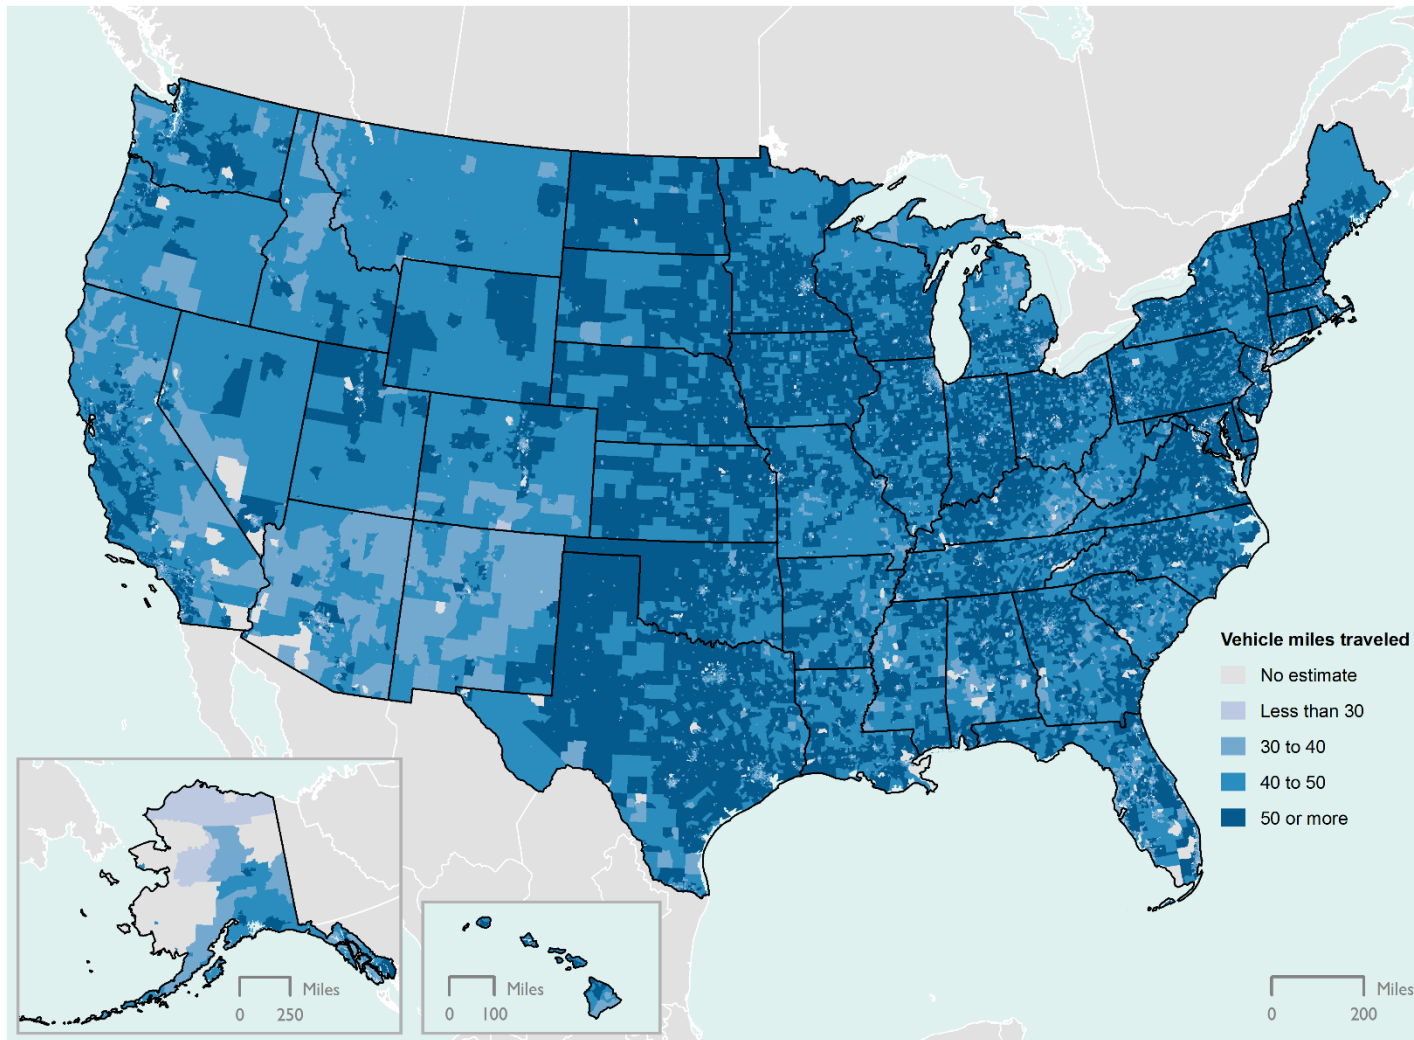 Vehicle miles traveled
No estimate
Less than 30
30 to 40
40 to 50
50 or more
Miles
0 250
Miles
0 100
Miles
0 200